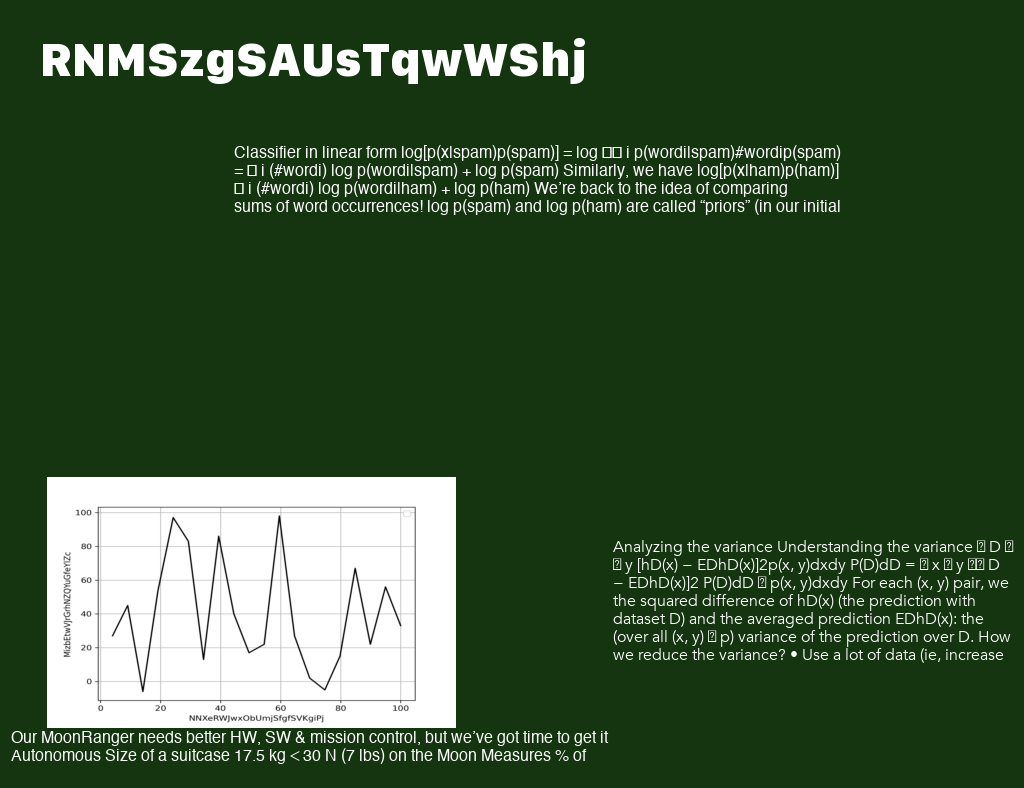 RNMSzgSAUsTqwWShj
Classifier in linear form log[p(x|spam)p(spam)] = log i p(wordi|spam)#wordip(spam)
= i (#wordi) log p(wordi|spam) + log p(spam) Similarly, we have log[p(x|ham)p(ham)]
i (#wordi) log p(wordi|ham) + log p(ham) We’re back to the idea of comparing
sums of word occurrences! log p(spam) and log p(ham) are called “priors” (in our initial
100
80
60
40
20
0
0 20 40 60 80 100
MizbEtwVJrGrhNZQYuGfeYiZc
NNXeRWJwxObUmjSfgfSVKgiPj
Analyzing the variance Understanding the variance D
y [hD(x) − EDhD(x)]2p(x, y)dxdy P(D)dD = x y D
− EDhD(x)]2 P(D)dD p(x, y)dxdy For each (x, y) pair, we
the squared difference of hD(x) (the prediction with
dataset D) and the averaged prediction EDhD(x): the
(over all (x, y) p) variance of the prediction over D. How
we reduce the variance? • Use a lot of data (ie, increase
Our MoonRanger needs better HW, SW & mission control, but we’ve got time to get it
Autonomous Size of a suitcase 17.5 kg < 30 N (7 lbs) on the Moon Measures % of